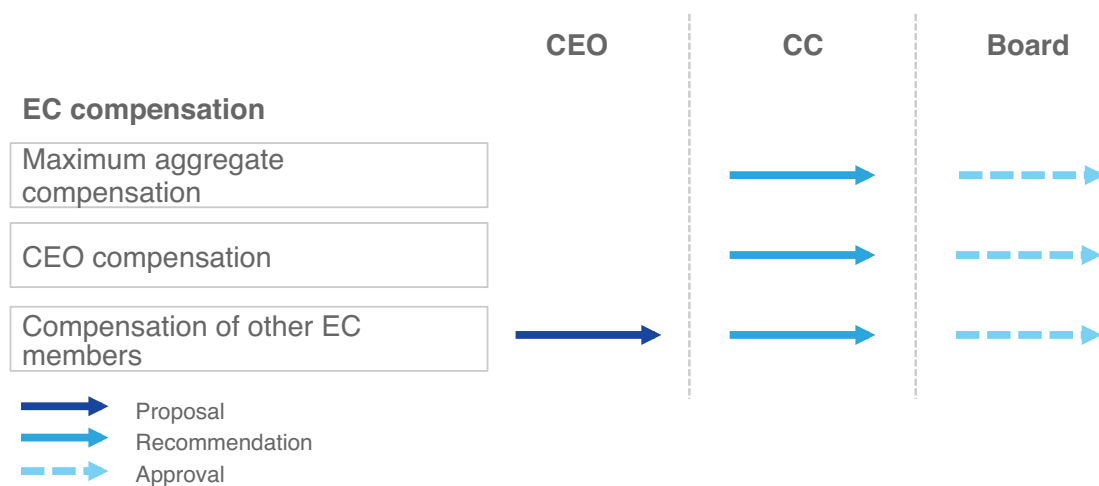 CEO CC Board
EC compensation
Maximum aggregate
compensation
CEO compensation
Compensation of other EC
members
Proposal
Recommendation
Approval